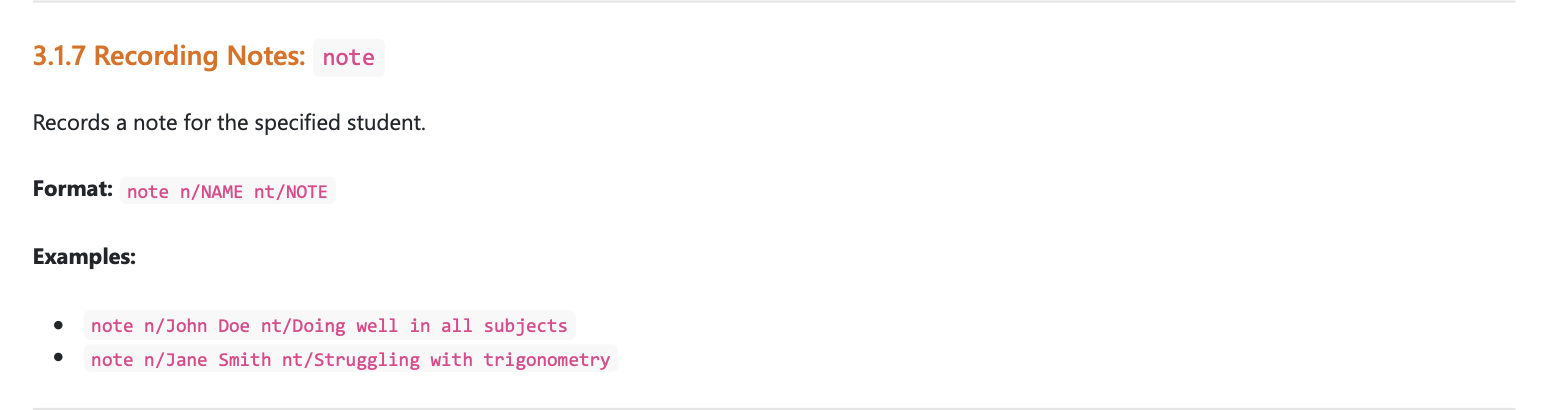 3.1.7 Recording Notes: note
Records a note for the specified student.
Format: note n/NAME nt/NOTE
Examples:
• note n/John Doe nt/Doing well in all subjects
• note n/Jane Smith nt/Struggling with trigonometry